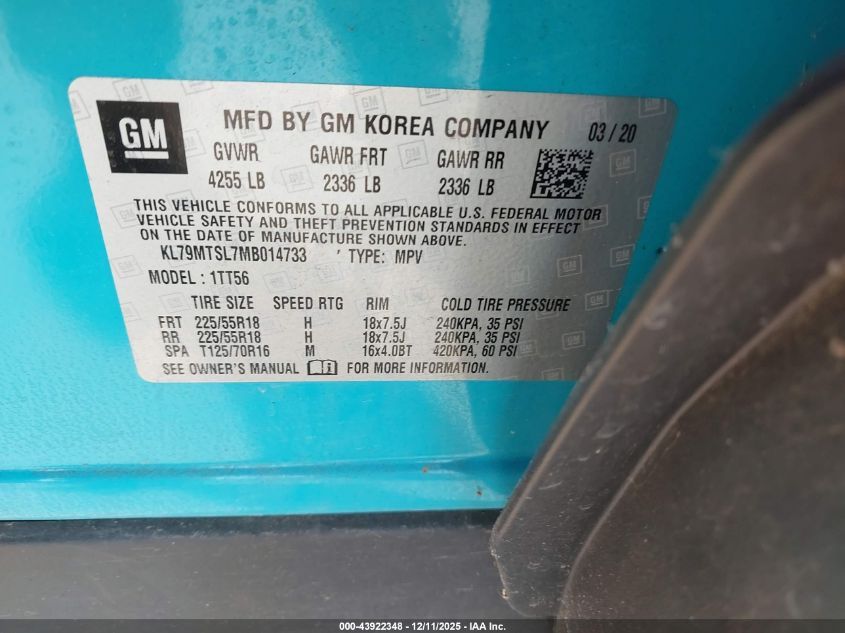 GM MFD BY GM KOREA COMPANY 03/20
GVWR GAWR FRT GAWR RR
4255 LB 2336 LB 2336 LB
THIS VEHICLE CONFORMS TO ALL APPLICABLE U.S. FEDERAL MOTOR
VEHICLE SAFETY AND THEFT PREVENTION STANDARDS IN EFFECT
ON THE DATE OF MANUFACTURE SHOWN ABOVE.
KL79MTSL7MB014733 ' TYPE: MPV
MODEL : 1TT56
TIRE SIZE SPEED RTG RIM COLD TIRE PRESSURE
FRT 225/55R18 H 18x7.5J 240KPA, 35 PSI
RR 225/55R18 H 18x7.5J 240KPA, 35 PSI
SPA T125/70R16 M 16x4.0BT 420KPA, 60 PSI
SEE OWNER'S MANUAL FOR MORE INFORMATION.
000-43922348 - 12/11/2025 - IAA Inc.